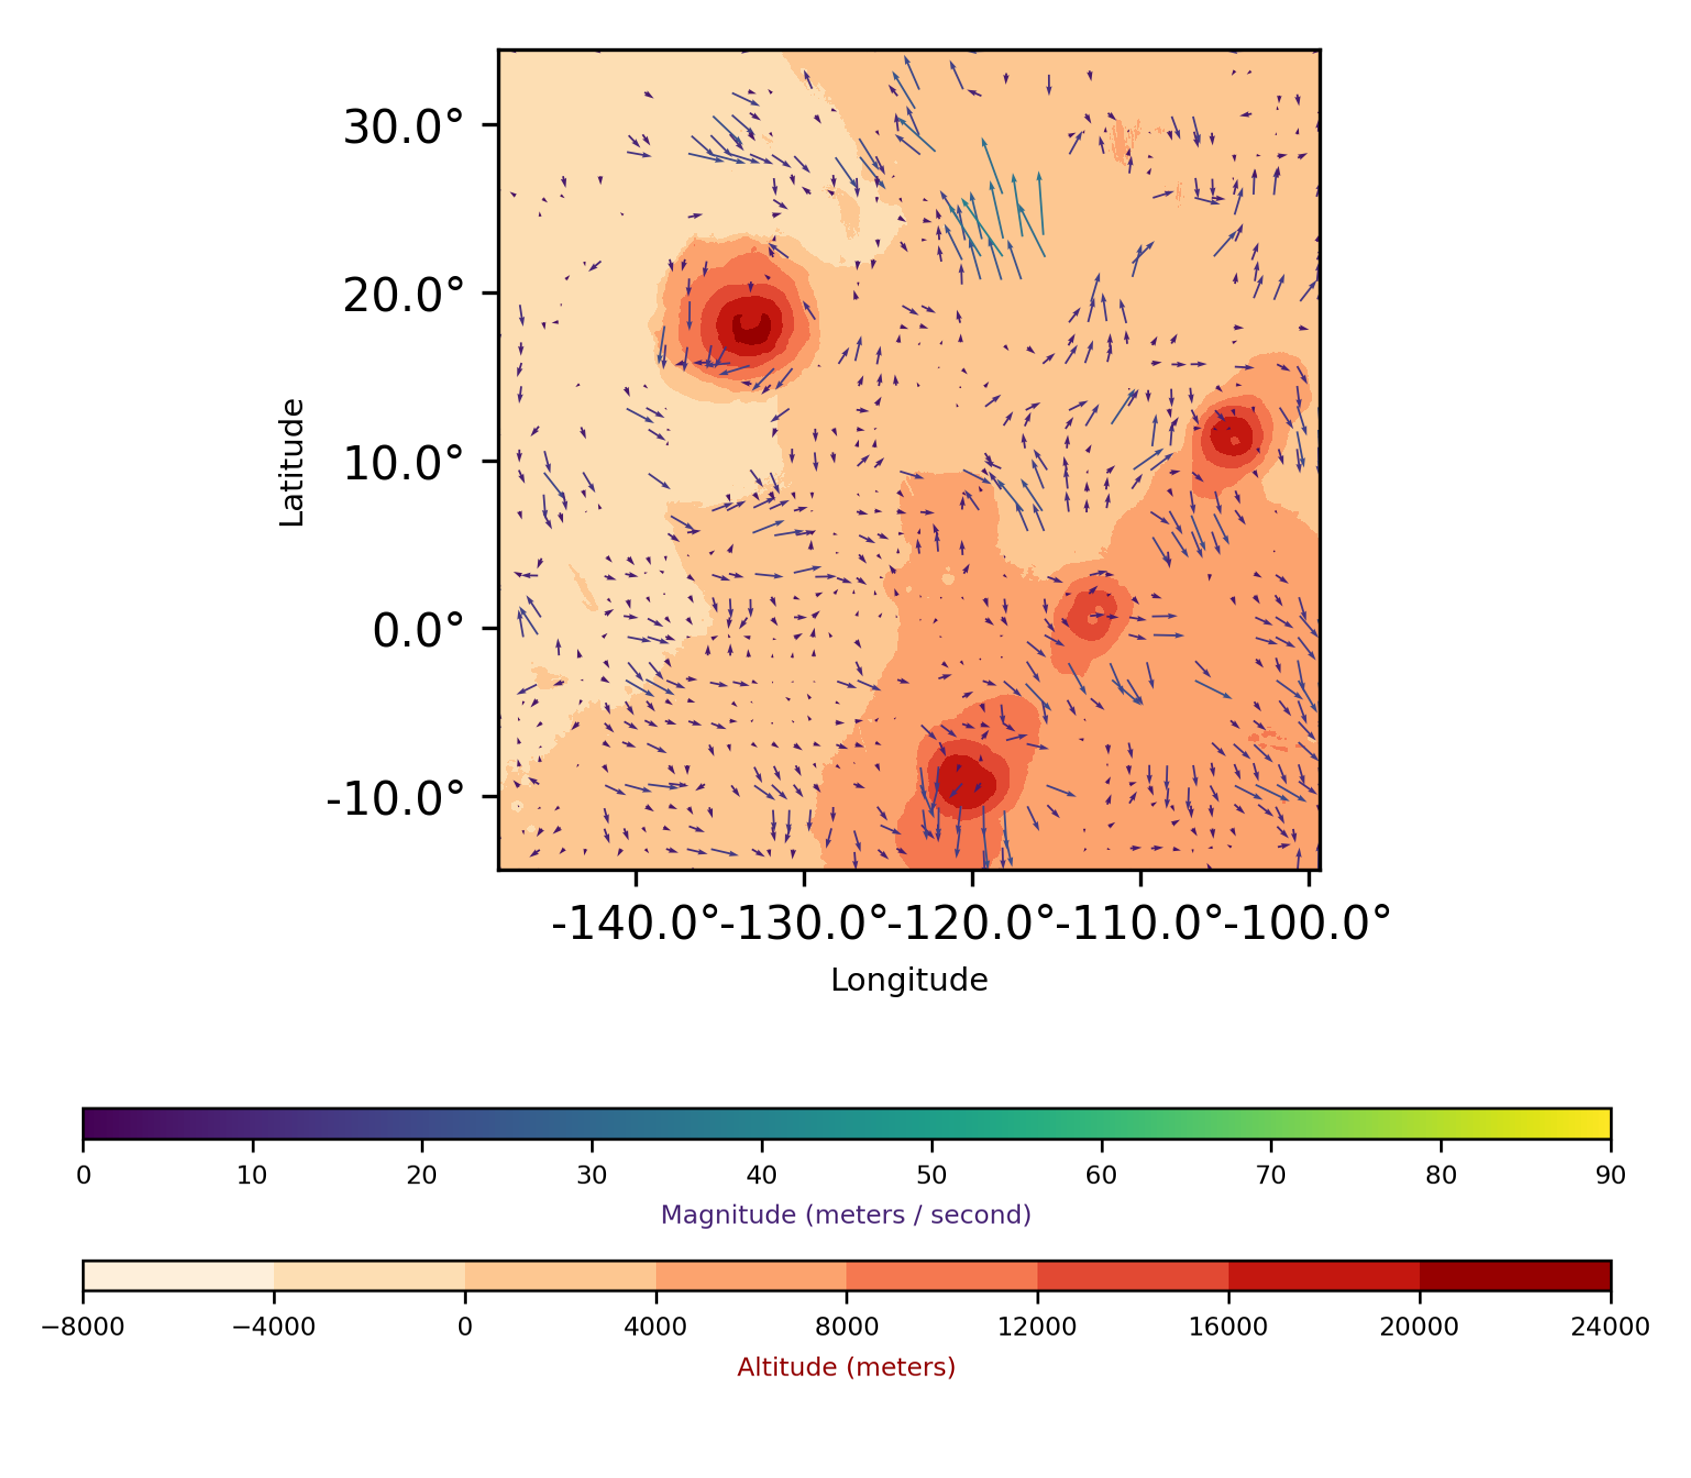 30.0°
20.0°
10.0°
0.0°
-10.0°
Latitude
-140.0°
-130.0°
-120.0°
-110.0°
-100.0°
Longitude
0 10 20 30 40 50 60 70 80 90
Magnitude (meters / second)
−8000 −4000 0 4000 8000 12000 16000 20000 24000
Altitude (meters)